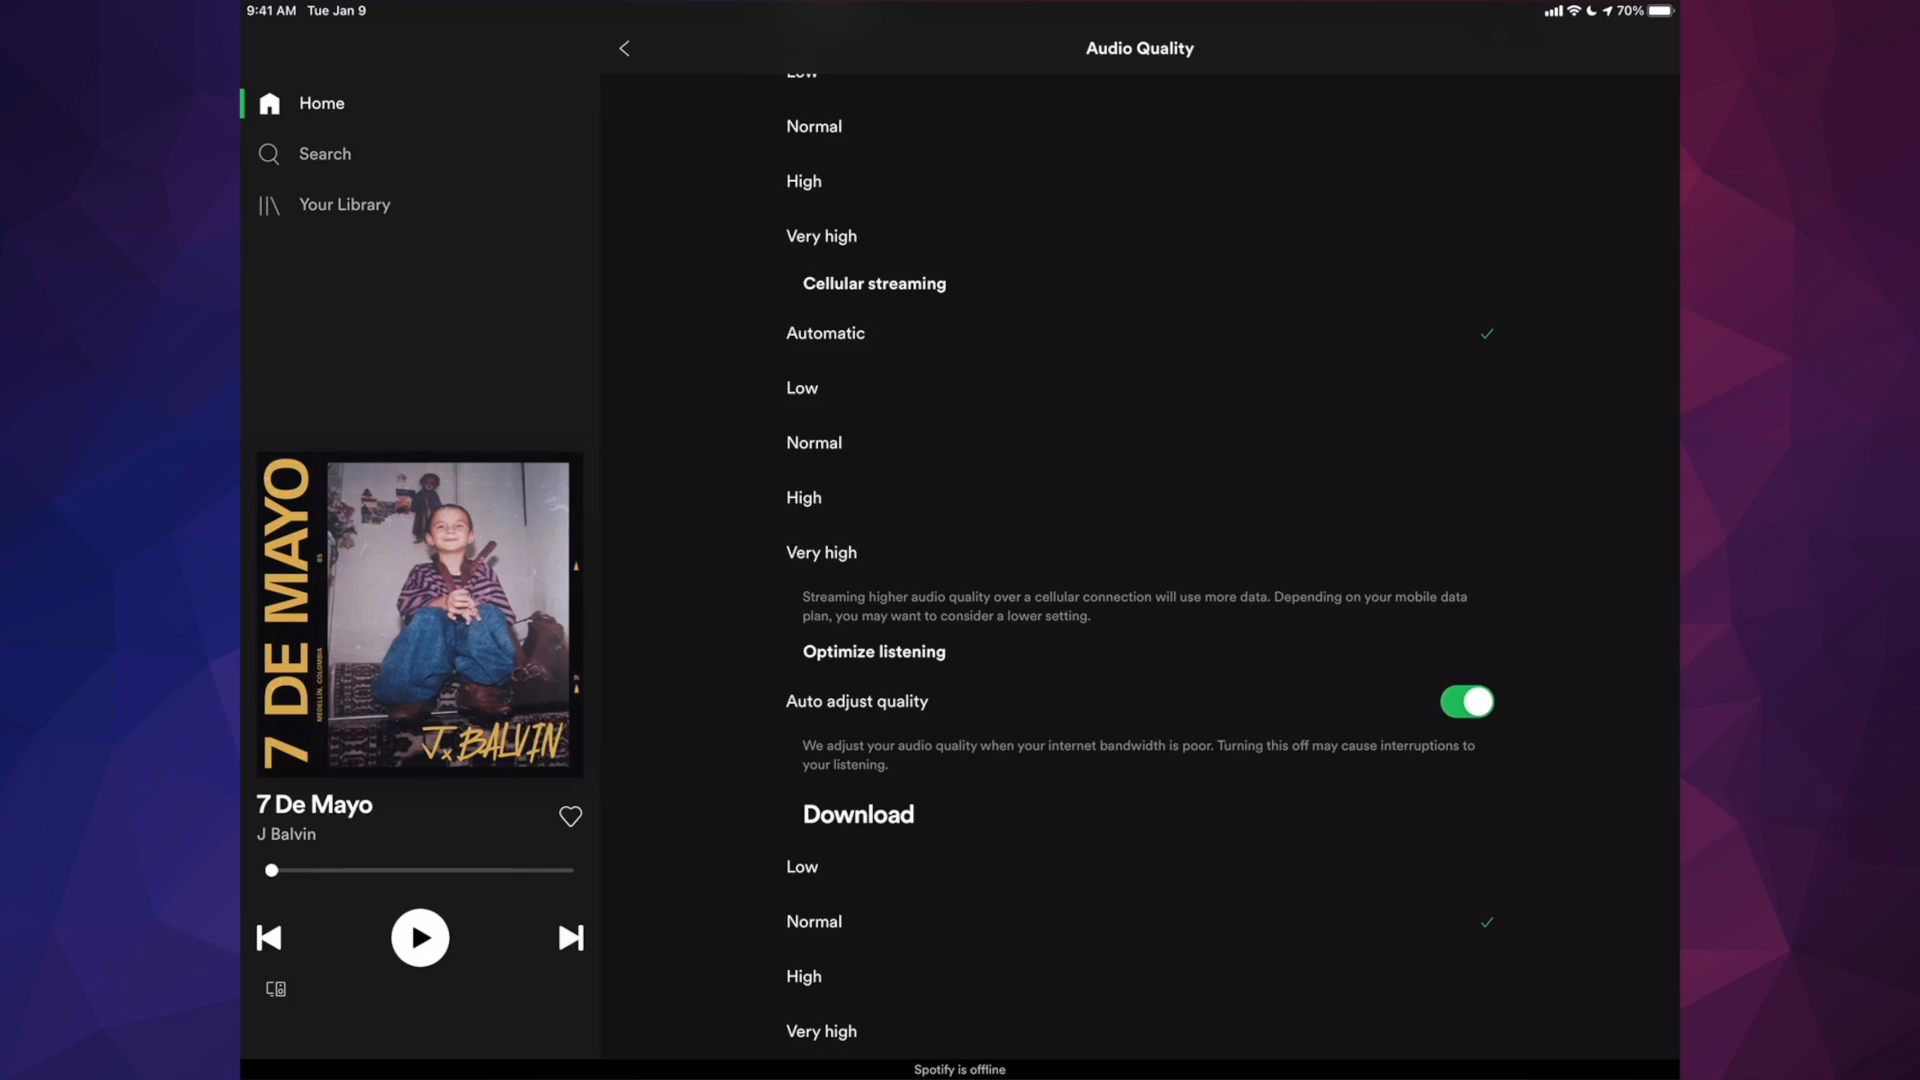 9:41 AM Tue Jan 9
70%
Audio Quality
Home
Search
Your Library
Low
Normal
High
Very high
Cellular streaming
Automatic
Low
Normal
High
Very high
Streaming higher audio quality over a cellular connection will use more data. Depending on your mobile data
plan, you may want to consider a lower setting.
Optimize listening
Auto adjust quality
We adjust your audio quality when your internet bandwidth is poor. Turning this off may cause interruptions to
your listening.
Download
Low
Normal
High
Very high
7 DE MAYO
MEDELLÍN, COLOMBIA
85
J. BALVIN
7 De Mayo
J Balvin
Spotify is offline